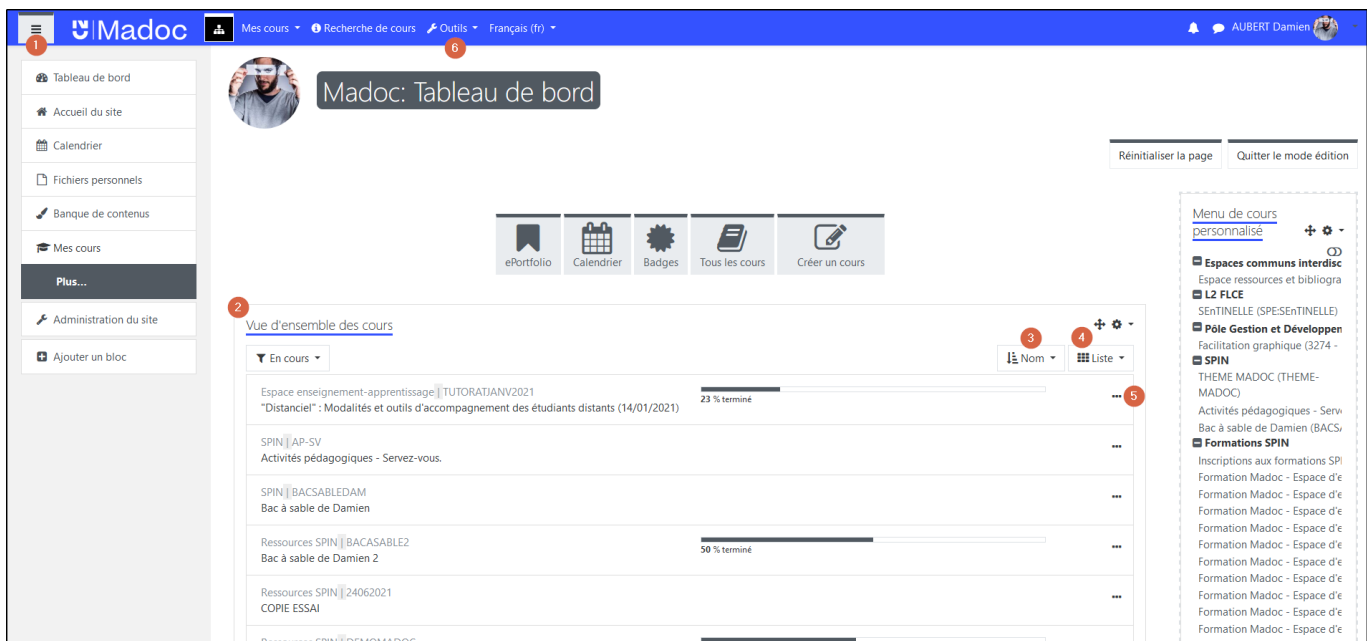 Madoc
Mes cours
Recherche de cours
Outils
Français (fr)
AUBERT Damien
1
6
Tableau de bord
Accueil du site
Calendrier
Fichiers personnels
Banque de contenus
Mes cours
Plus...
Administration du site
Ajouter un bloc
Madoc: Tableau de bord
Réinitialiser la page
Quitter le mode édition
ePortfolio
Calendrier
Badges
Tous les cours
Créer un cours
2
Vue d'ensemble des cours
3
4
En cours
Nom
Liste
Espace enseignement-apprentissage | TUTORATJANV2021
"Distanciel" : Modalités et outils d'accompagnement des étudiants distants (14/01/2021)
23 % terminé
5
SPIN | AP-SV
Activités pédagogiques - Servez-vous.
SPIN | BACSABLEDAM
Bac à sable de Damien
Ressources SPIN | BACASABLE2
Bac à sable de Damien 2
50 % terminé
Ressources SPIN | 24062021
COPIE ESSAI
Ressources SPIN | DEMOMADOC
Menu de cours
personnalisé
Espaces communs interdisc
Espace ressources et bibliogra
L2 FLCE
SEnTINELLE (SPE:SEnTINELLE)
Pôle Gestion et Développen
Facilitation graphique (3274 -
SPIN
THEME MADOC (THEME-
MADOC)
Activités pédagogiques - Serv
Bac à sable de Damien (BACS
Formations SPIN
Inscriptions aux formations SPI
Formation Madoc - Espace d'e
Formation Madoc - Espace d'e
Formation Madoc - Espace d'e
Formation Madoc - Espace d'e
Formation Madoc - Espace d'e
Formation Madoc - Espace d'e
Formation Madoc - Espace d'e
Formation Madoc - Espace d'e
Formation Madoc - Espace d'e
Formation Madoc - Espace d'e